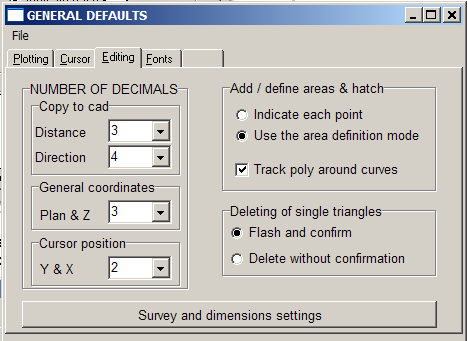 GENERAL DEFAULTS
File
Plotting Cursor Editing Fonts
NUMBER OF DECIMALS
Copy to cad
Distance 3
Direction 4
General coordinates
Plan & Z 3
Cursor position
Y & X 2
Add / define areas & hatch
Indicate each point
Use the area definition mode
Track poly around curves
Deleting of single triangles
Flash and confirm
Delete without confirmation
Survey and dimensions settings